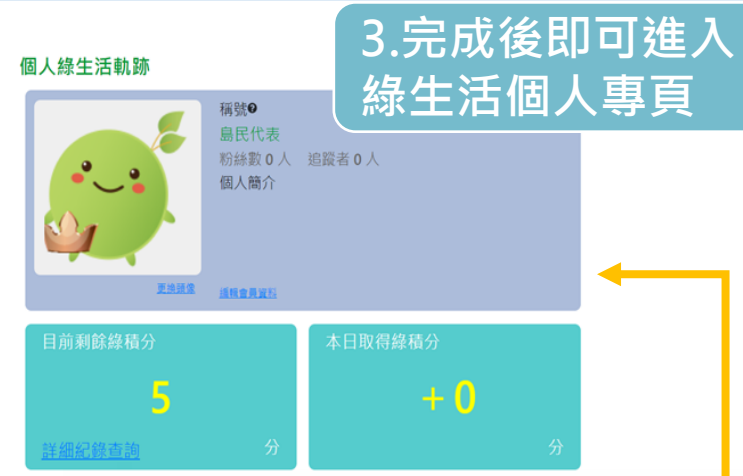 3.完成後即可進入
綠生活個人專頁
個人綠生活軌跡
稱號?
島民代表
粉絲數 0 人 追蹤者 0 人
個人簡介
更換頭像
編輯會員資料
目前剩餘綠積分
5
詳細紀錄查詢
分
本日取得綠積分
+0
分